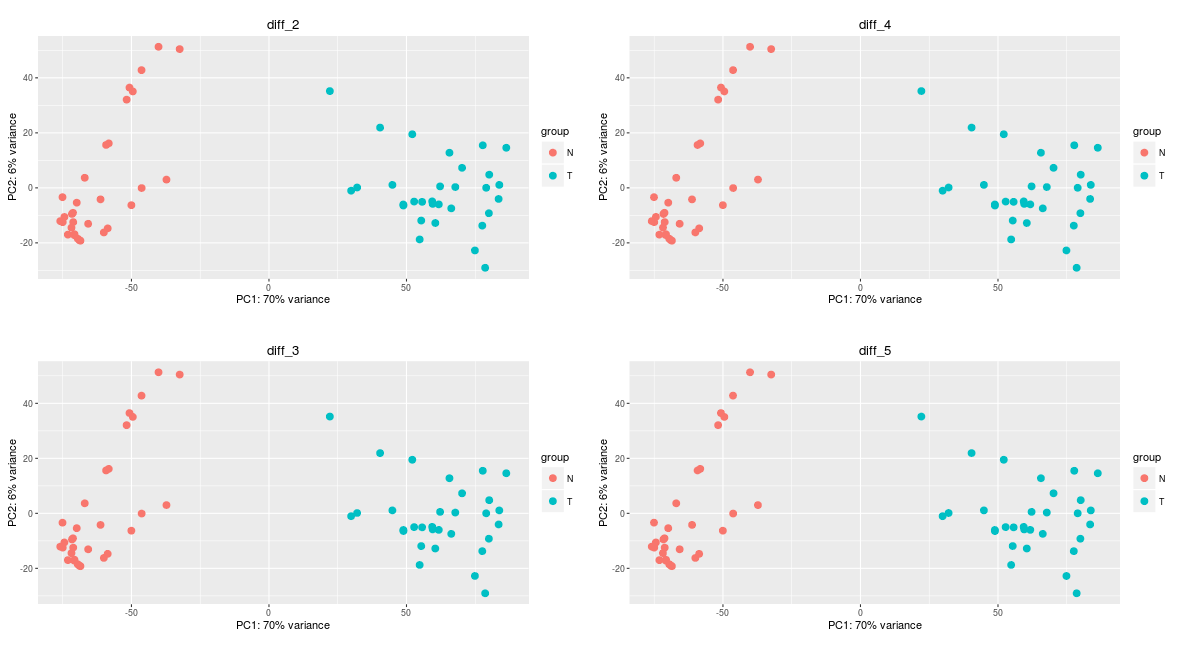 diff_2
PC2: 6% variance
40
20
0
-20
-50
0
50
PC1: 70% variance
group
N
T
diff_4
PC2: 6% variance
40
20
0
-20
-50
0
50
PC1: 70% variance
group
N
T
diff_3
PC2: 6% variance
40
20
0
-20
-50
0
50
PC1: 70% variance
group
N
T
diff_5
PC2: 6% variance
40
20
0
-20
-50
0
50
PC1: 70% variance
group
N
T